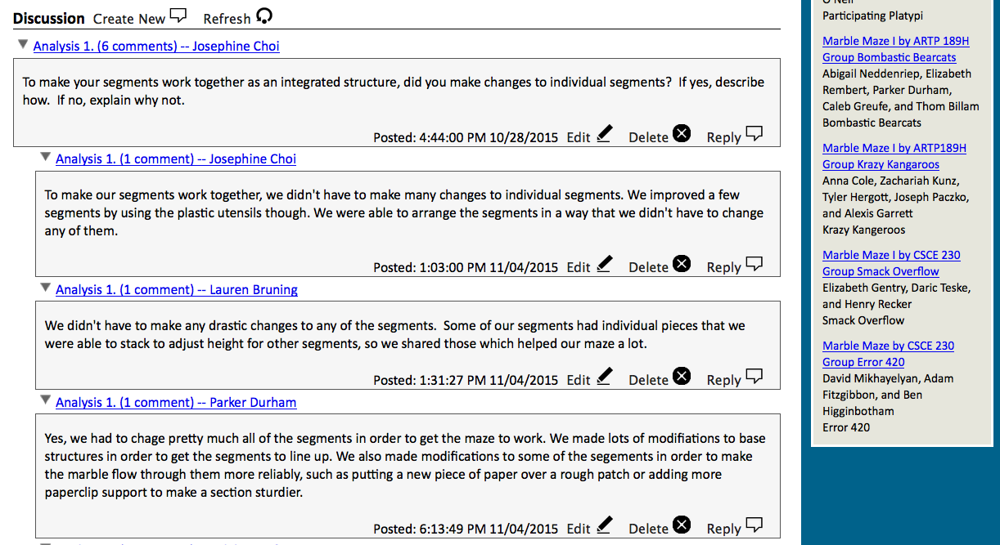 Discussion Create New Refresh
Analysis 1. (6 comments) -- Josephine Choi
To make your segments work together as an integrated structure, did you make changes to individual segments?  If yes, describe
how.  If no, explain why not.
Posted: 4:44:00 PM 10/28/2015 Edit Delete Reply
Analysis 1. (1 comment) -- Josephine Choi
To make our segments work together, we didn't have to make many changes to individual segments. We improved a few
segments by using the plastic utensils though. We were able to arrange the segments in a way that we didn't have to change
any of them.
Posted: 1:03:00 PM 11/04/2015 Edit Delete Reply
Analysis 1. (1 comment) -- Lauren Bruning
We didn't have to make any drastic changes to any of the segments.  Some of our segments had individual pieces that we
were able to stack to adjust height for other segments, so we shared those which helped our maze a lot.
Posted: 1:31:27 PM 11/04/2015 Edit Delete Reply
Analysis 1. (1 comment) -- Parker Durham
Yes, we had to chage pretty much all of the segments in order to get the maze to work. We made lots of modifiations to base
structures in order to get the segments to line up. We also made modifications to some of the segements in order to make
the marble flow through them more reliably, such as putting a new piece of paper over a rough patch or adding more
paperclip support to make a section sturdier.
Posted: 6:13:49 PM 11/04/2015 Edit Delete Reply
O'Neil
Participating Platypi
Marble Maze I by ARTP 189H
Group Bombastic Bearcats
Abigail Neddenriep, Elizabeth
Rembert, Parker Durham,
Caleb Greufe, and Thom Billam
Bombastic Bearcats
Marble Maze I by ARTP189H
Group Krazy Kangaroos
Anna Cole, Zachariah Kunz,
Tyler Hergott, Joseph Paczko,
and Alexis Garrett
Krazy Kangeroos
Marble Maze I by CSCE 230
Group Smack Overflow
Elizabeth Gentry, Daric Teske,
and Henry Recker
Smack Overflow
Marble Maze by CSCE 230
Group Error 420
David Mikhayelyan, Adam
Fitzgibbon, and Ben
Higginbotham
Error 420